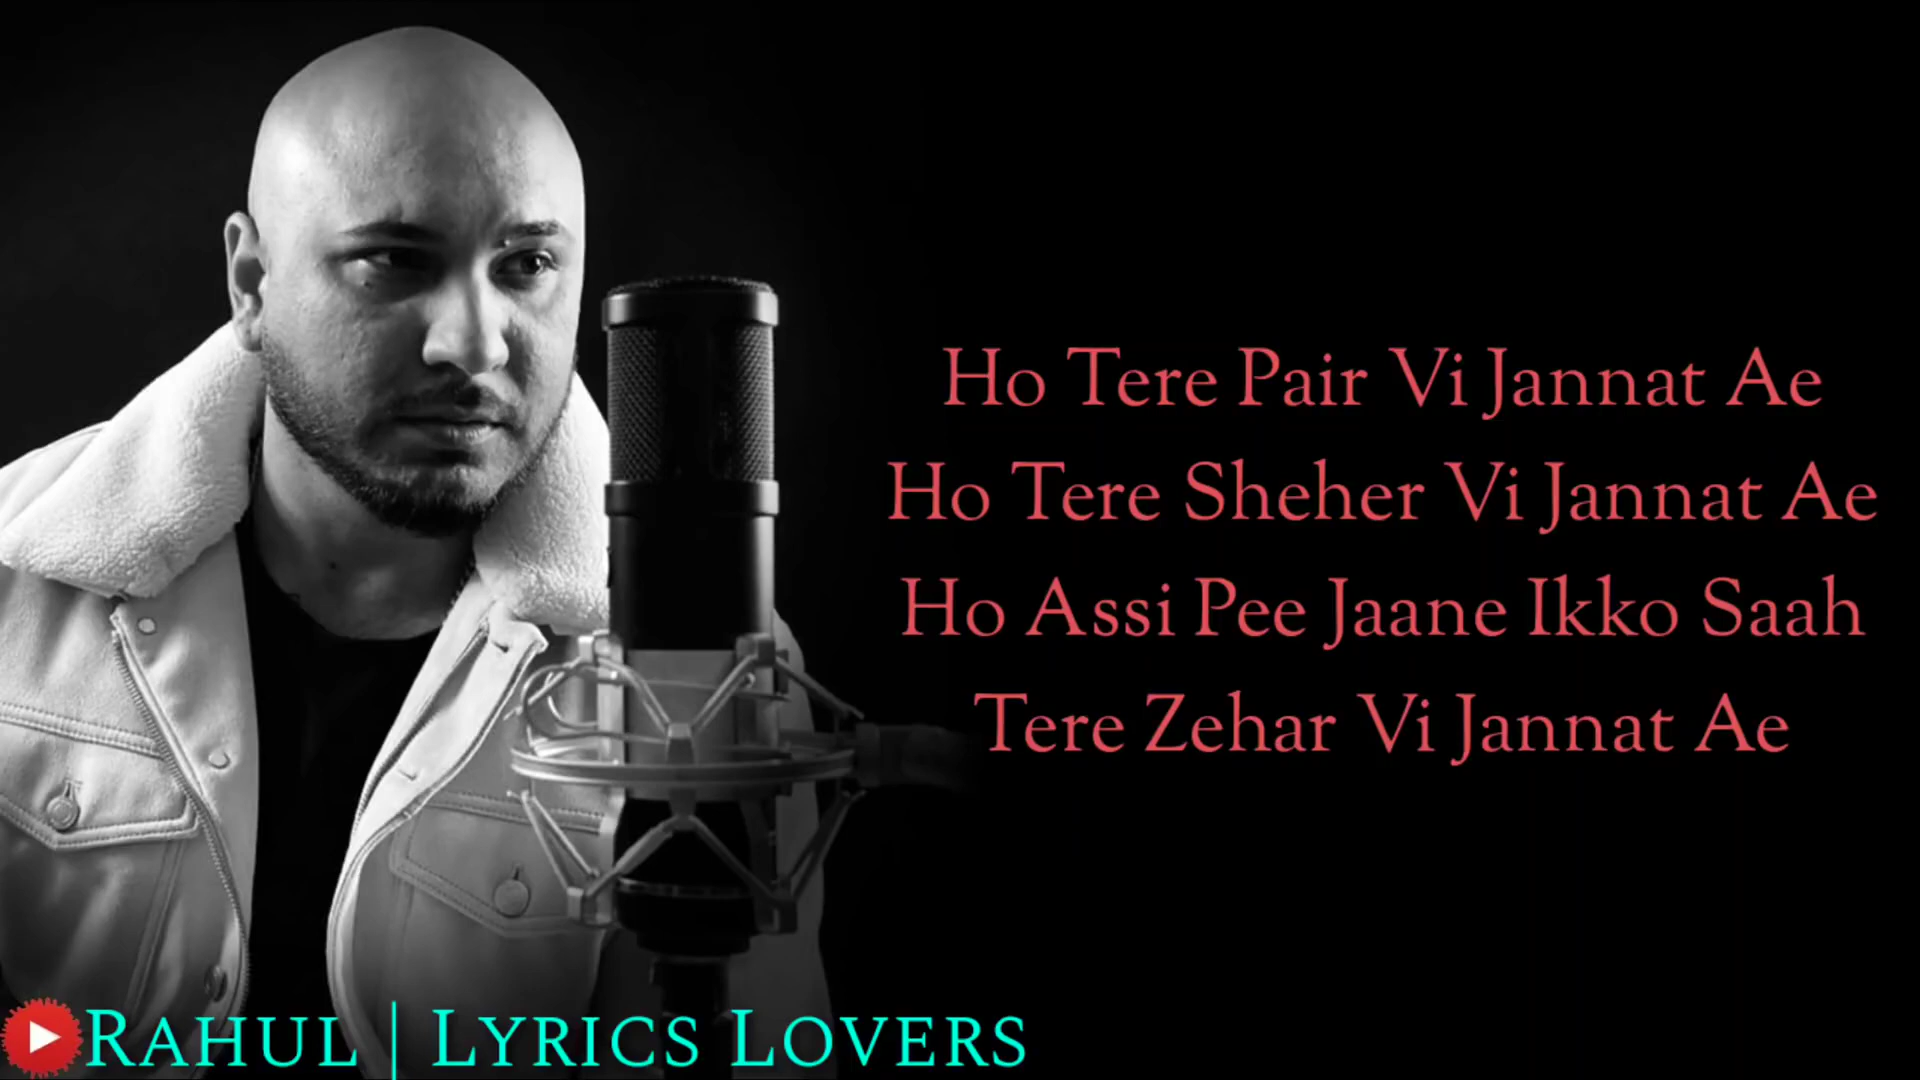 Ho Tere Pair Vi Jannat Ae
Ho Tere Sheher Vi Jannat Ae
Ho Assi Pee Jaane Ikko Saah
Tere Zehar Vi Jannat Ae
RAHUL | LYRICS LOVERS